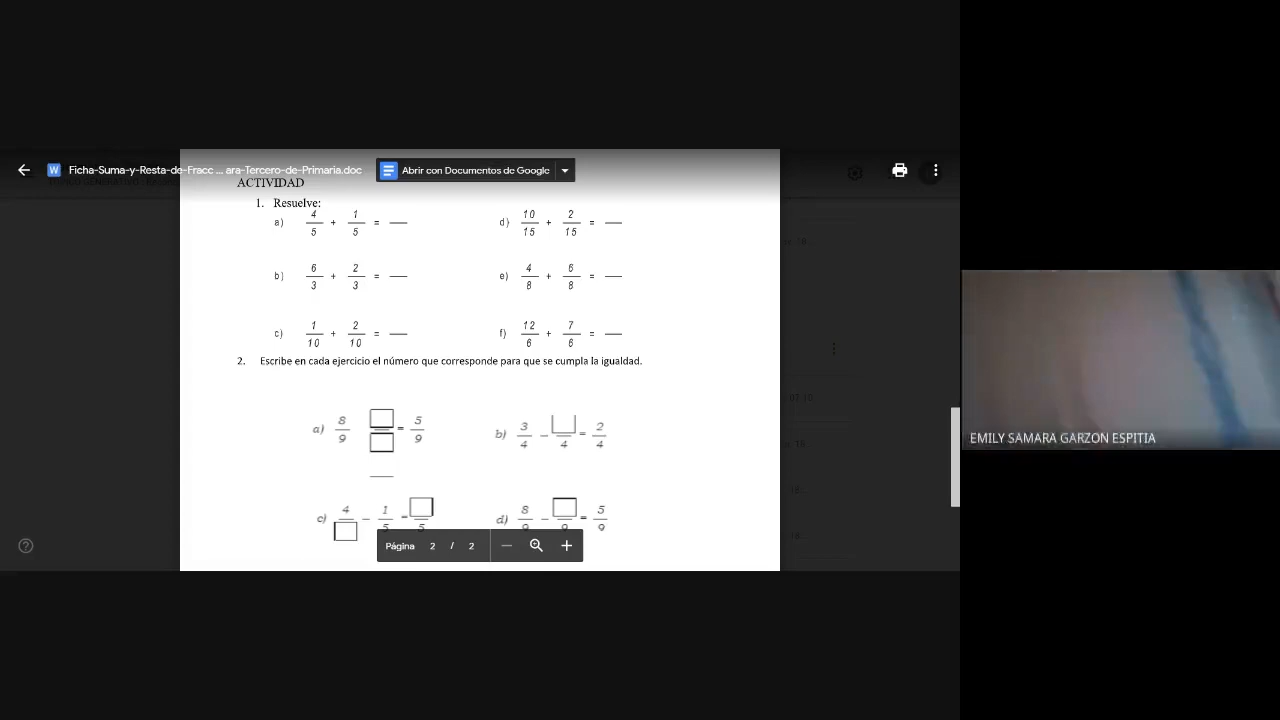 Ficha-Suma-y-Resta-de-Fracc ... ara-Tercero-de-Primaria.doc
Abrir con Documentos de Google
ACTIVIDAD
1. Resuelve:
a) 4/5 + 1/5 = —
d) 10/15 + 2/15 = —
b) 6/3 + 2/3 = —
e) 4/8 + 6/8 = —
c) 1/10 + 2/10 = —
f) 12/6 + 7/6 = —
2. Escribe en cada ejercicio el número que corresponde para que se cumpla la igualdad.
a) 8/9 □/□ = 5/9
b) 3/4 - □/4 = 2/4
c) 4/□ - 1/5 = □/5
d) 8/9 - □/9 = 5/9
Página 2 / 2
EMILY SAMARA GARZON ESPITIA